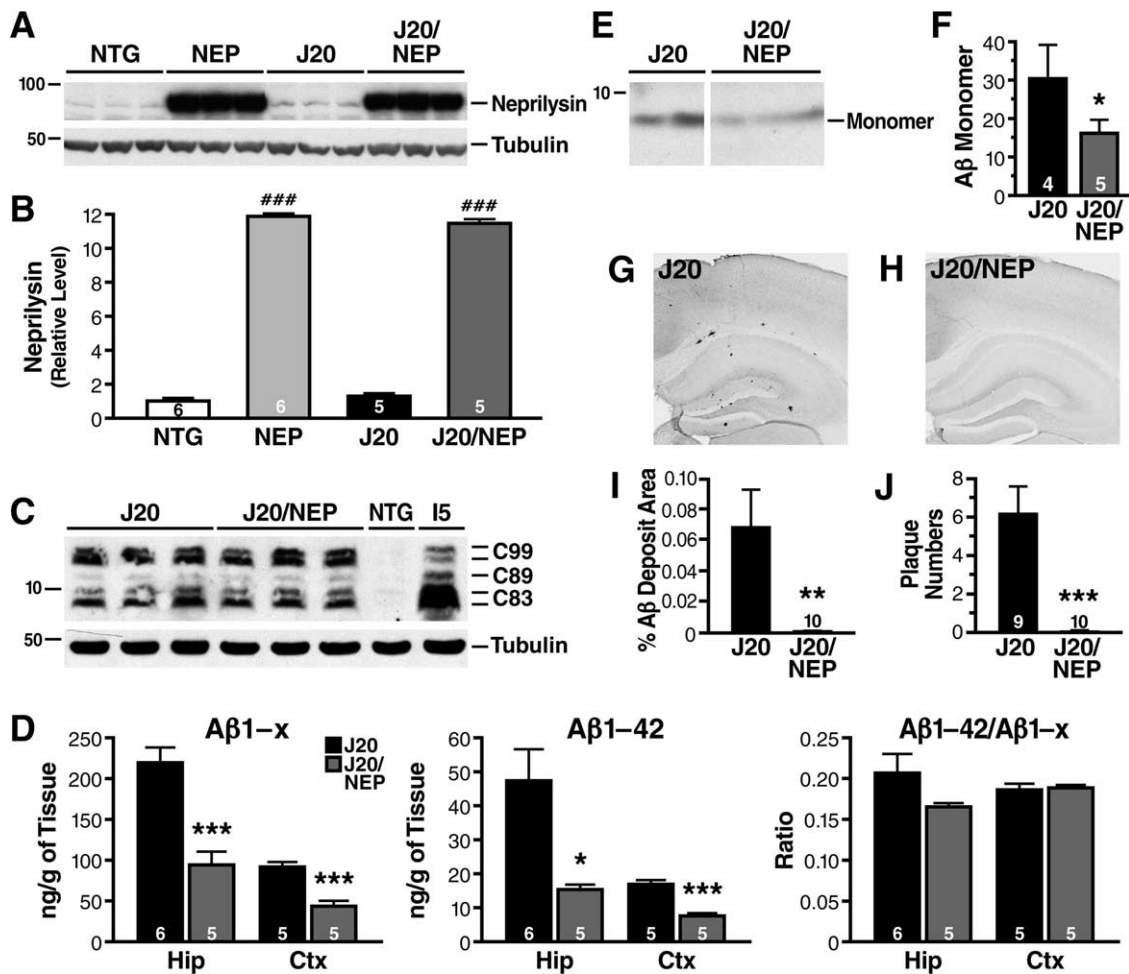 A
NTG NEP J20 J20/
NEP
100
Neprilysin
50
Tubulin
B
Neprilysin
(Relative Level)
12
10
8
6
4
2
0
###
###
6 6 5 5
NTG NEP J20 J20/NEP
C
J20 J20/NEP NTG I5
C99
C89
10
C83
50
Tubulin
D
Aβ1–x
ng/g of Tissue
250
200
150
100
50
0
J20
J20/
NEP
***
***
6 5 5 5
Hip Ctx
Aβ1–42
ng/g of Tissue
60
50
40
30
20
10
0
*
***
6 5 5 5
Hip Ctx
Aβ1–42/Aβ1–x
Ratio
0.25
0.20
0.15
0.10
0.05
0.00
6 5 5 5
Hip Ctx
E
J20 J20/
NEP
10
Monomer
F
Aβ Monomer
40
30
20
10
0
*
4 5
J20 J20/
NEP
G
J20
H
J20/NEP
I
% Aβ Deposit Area
0.10
0.08
0.06
0.04
0.02
0.00
**
10
J20 J20/
NEP
J
Plaque
Numbers
8
6
4
2
0
***
9 10
J20 J20/
NEP